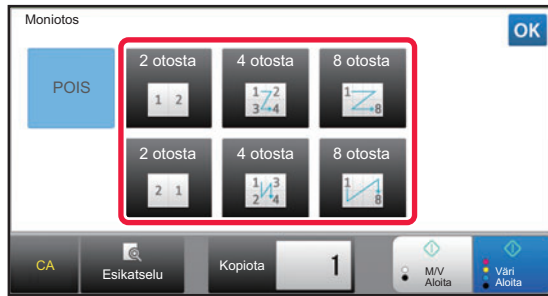 Moniotos
OK
POIS
2 otosta
4 otosta
8 otosta
1 2
1 2
3 4
1
8
2 otosta
4 otosta
8 otosta
2 1
1 3
2 4
1
8
CA
Esikatselu
Kopiota
1
M/V
Aloita
Väri
Aloita